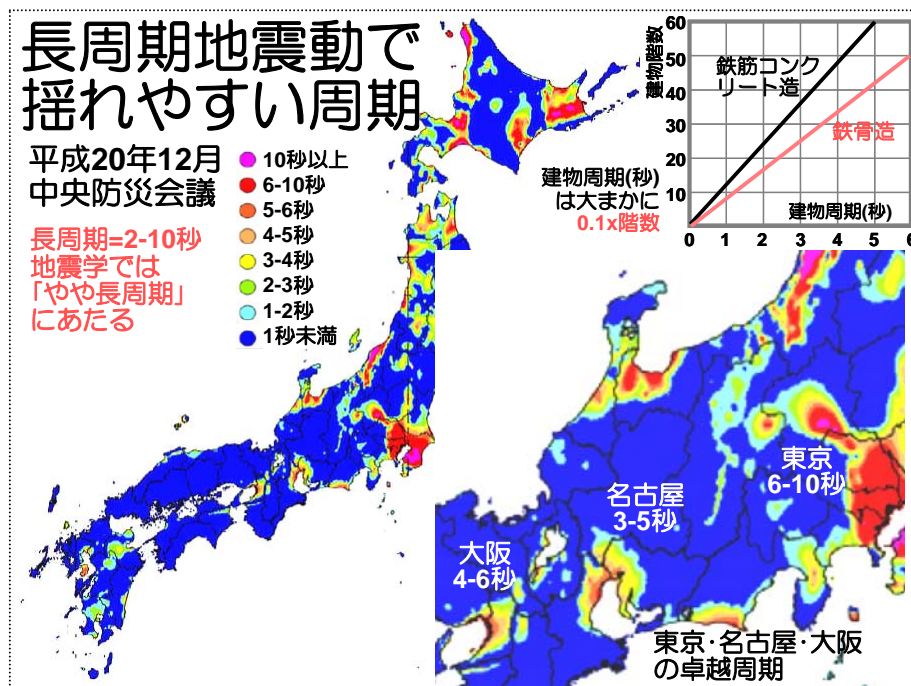 長周期地震動で
揺れやすい周期
平成20年12月
中央防災会議
長周期=2-10秒
地震学では
「やや長周期」
にあたる
10秒以上
6-10秒
5-6秒
4-5秒
3-4秒
2-3秒
1-2秒
1秒未満
建物階数
60
50
40
30
20
10
鉄筋コンク
リート造
鉄骨造
建物周期(秒)
0
1
2
3
4
5
6
建物周期(秒)
は大まかに
0.1x階数
東京
6-10秒
名古屋
3-5秒
大阪
4-6秒
東京・名古屋・大阪
の卓越周期